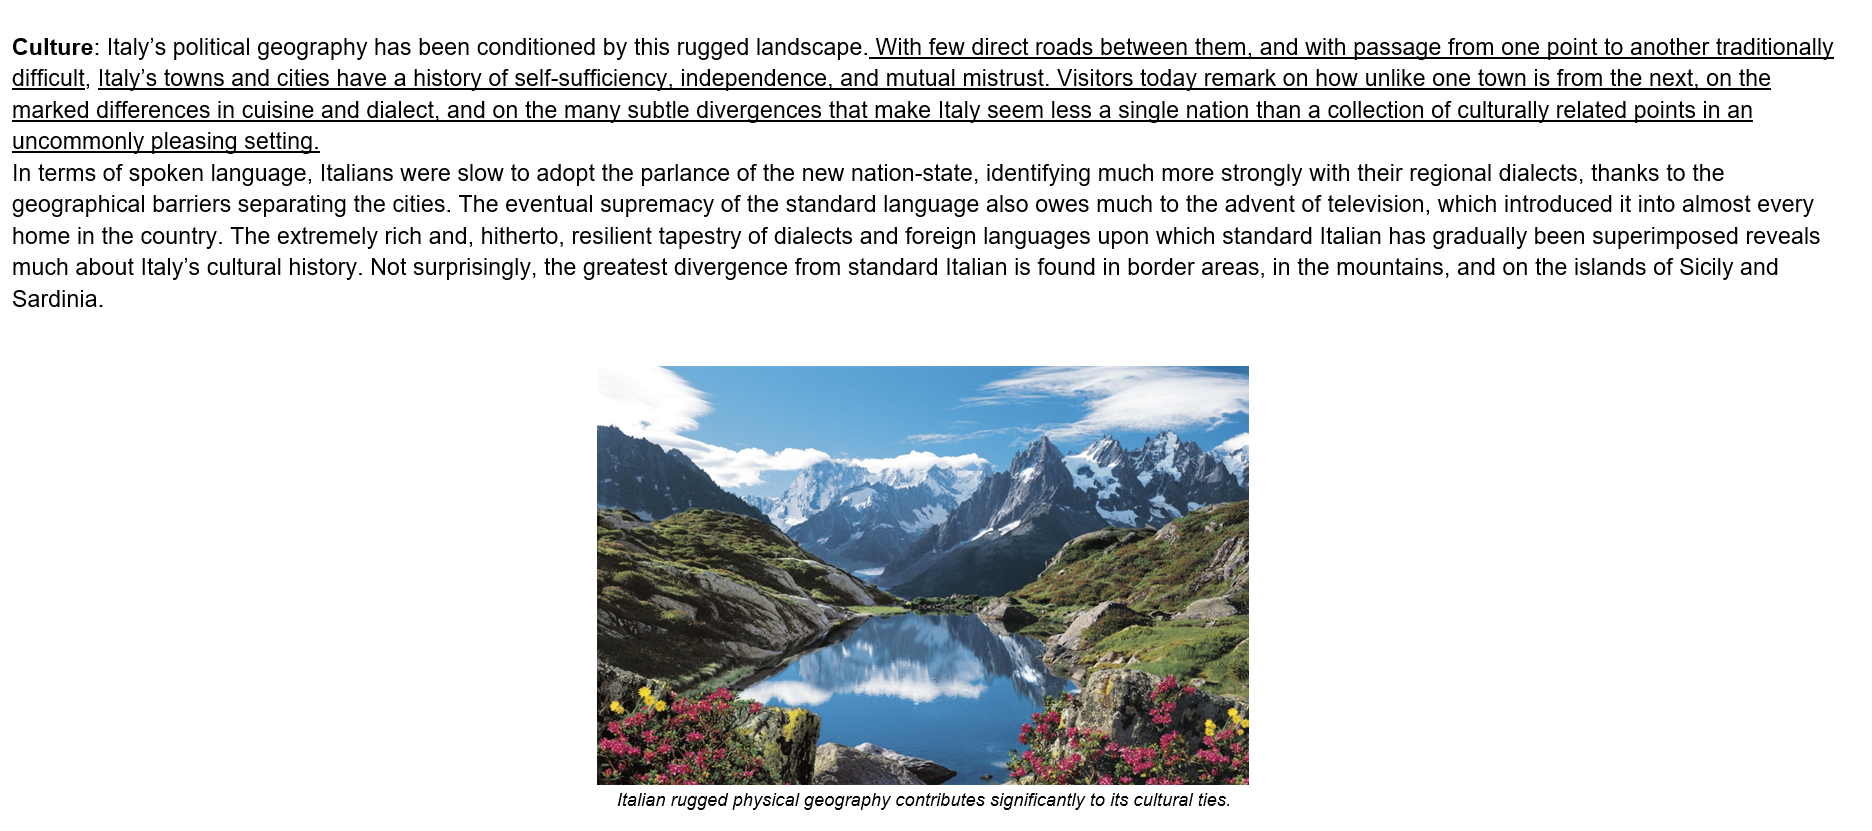 Culture: Italy’s political geography has been conditioned by this rugged landscape. With few direct roads between them, and with passage from one point to another traditionally
difficult, Italy’s towns and cities have a history of self-sufficiency, independence, and mutual mistrust. Visitors today remark on how unlike one town is from the next, on the
marked differences in cuisine and dialect, and on the many subtle divergences that make Italy seem less a single nation than a collection of culturally related points in an
uncommonly pleasing setting.
In terms of spoken language, Italians were slow to adopt the parlance of the new nation-state, identifying much more strongly with their regional dialects, thanks to the
geographical barriers separating the cities. The eventual supremacy of the standard language also owes much to the advent of television, which introduced it into almost every
home in the country. The extremely rich and, hitherto, resilient tapestry of dialects and foreign languages upon which standard Italian has gradually been superimposed reveals
much about Italy’s cultural history. Not surprisingly, the greatest divergence from standard Italian is found in border areas, in the mountains, and on the islands of Sicily and
Sardinia.
Italian rugged physical geography contributes significantly to its cultural ties.